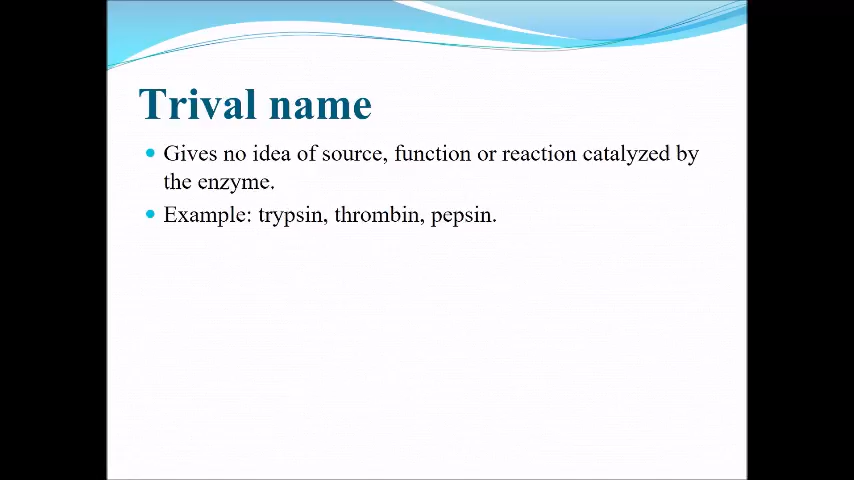 Trival name
Gives no idea of source, function or reaction catalyzed by
the enzyme.
Example: trypsin, thrombin, pepsin.